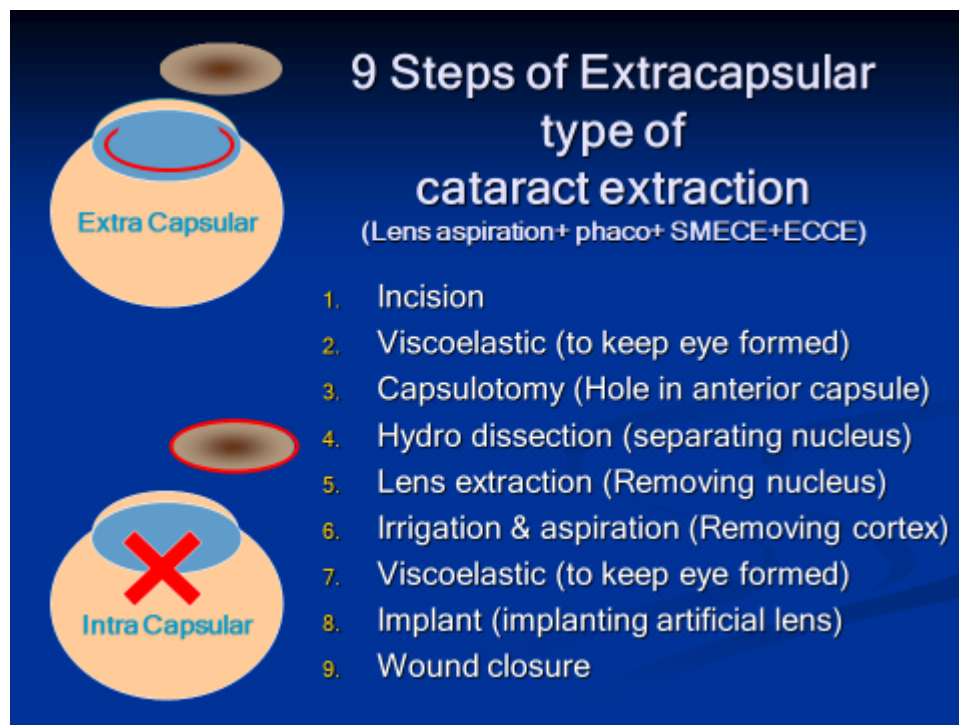 9 Steps of Extracapsular
type of
cataract extraction
(Lens aspiration+ phaco+ SMECE+ECCE)
Extra Capsular
1. Incision
2. Viscoelastic (to keep eye formed)
3. Capsulotomy (Hole in anterior capsule)
4. Hydro dissection (separating nucleus)
5. Lens extraction (Removing nucleus)
6. Irrigation & aspiration (Removing cortex)
7. Viscoelastic (to keep eye formed)
8. Implant (implanting artificial lens)
9. Wound closure
Intra Capsular